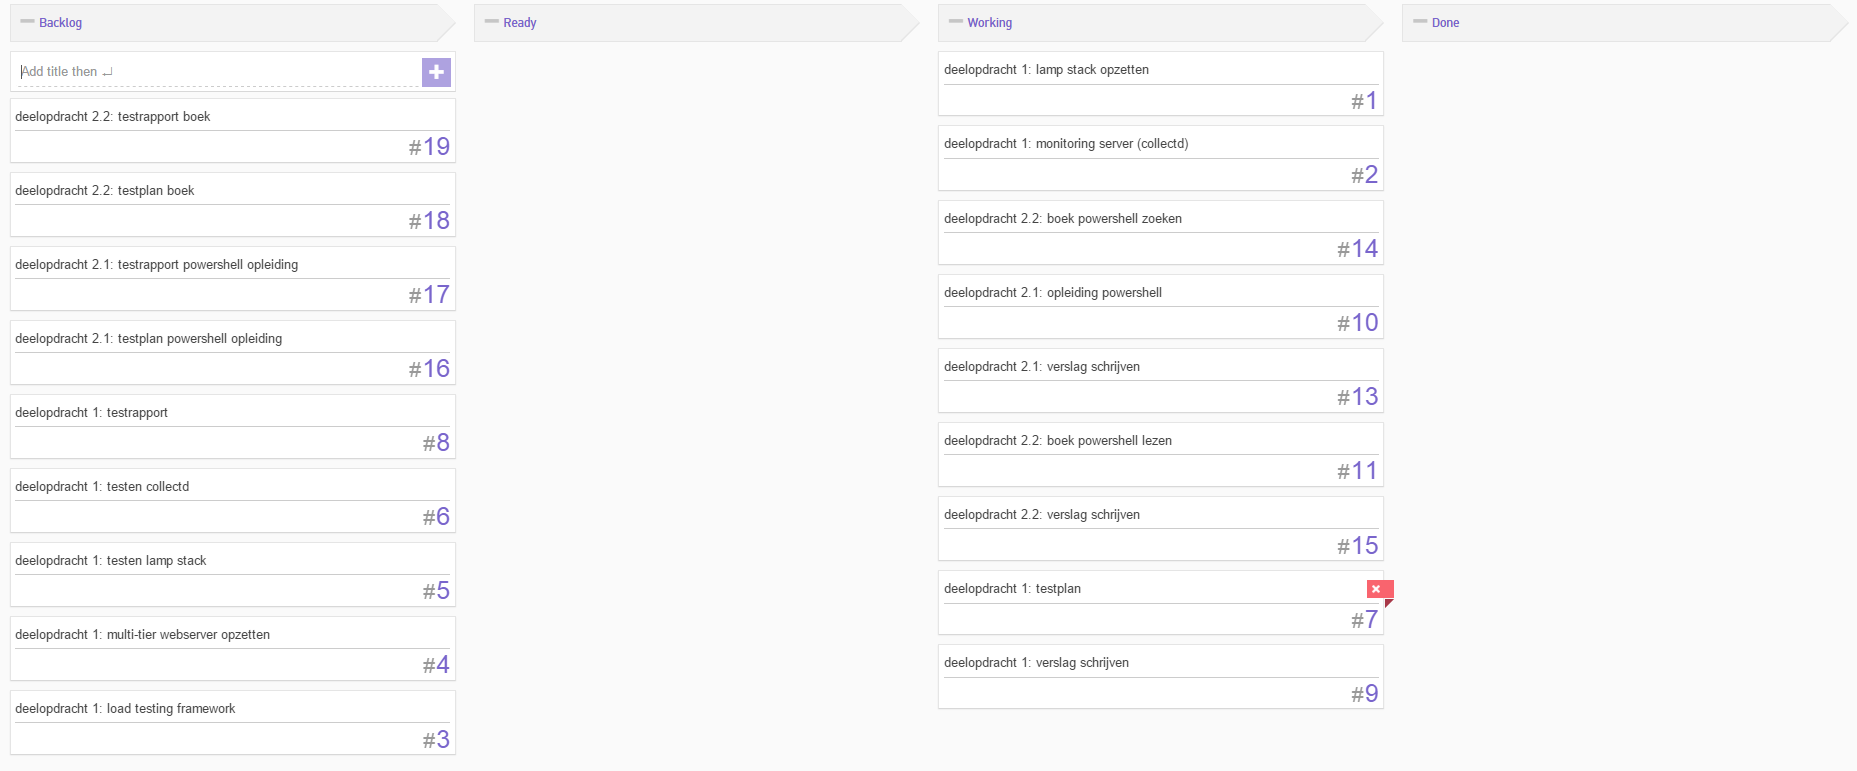 Backlog
Add title then ↵
deelopdracht 2.2: testrapport boek
#19
deelopdracht 2.2: testplan boek
#18
deelopdracht 2.1: testrapport powershell opleiding
#17
deelopdracht 2.1: testplan powershell opleiding
#16
deelopdracht 1: testrapport
#8
deelopdracht 1: testen collectd
#6
deelopdracht 1: testen lamp stack
#5
deelopdracht 1: multi-tier webserver opzetten
#4
deelopdracht 1: load testing framework
#3
Ready
Working
deelopdracht 1: lamp stack opzetten
#1
deelopdracht 1: monitoring server (collectd)
#2
deelopdracht 2.2: boek powershell zoeken
#14
deelopdracht 2.1: opleiding powershell
#10
deelopdracht 2.1: verslag schrijven
#13
deelopdracht 2.2: boek powershell lezen
#11
deelopdracht 2.2: verslag schrijven
#15
deelopdracht 1: testplan
#7
deelopdracht 1: verslag schrijven
#9
Done